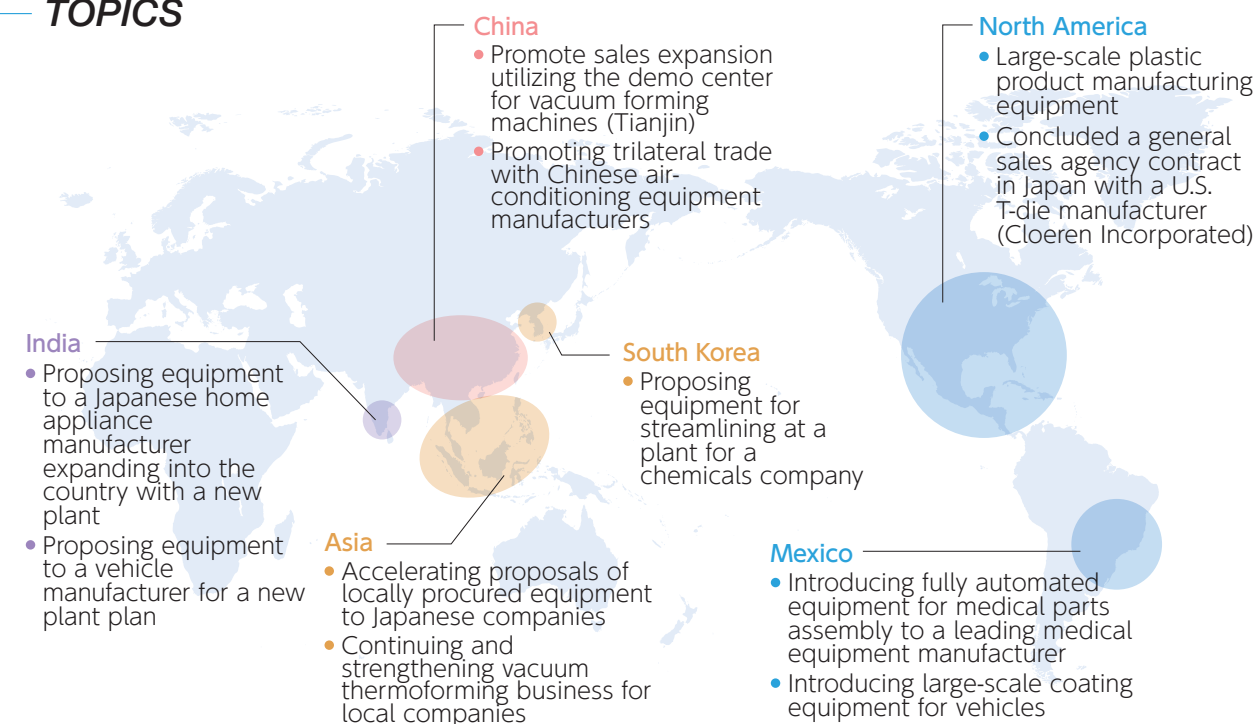 TOPICS
China
• Promote sales expansion
utilizing the demo center
for vacuum forming
machines (Tianjin)
• Promoting trilateral trade
with Chinese air-
conditioning equipment
manufacturers
North America
• Large-scale plastic
product manufacturing
equipment
• Concluded a general
sales agency contract
in Japan with a U.S.
T-die manufacturer
(Cloeren Incorporated)
India
• Proposing equipment
to a Japanese home
appliance
manufacturer
expanding into the
country with a new
plant
• Proposing equipment
to a vehicle
manufacturer for a new
plant plan
South Korea
• Proposing
equipment for
streamlining at a
plant for a
chemicals company
Asia
• Accelerating proposals of
locally procured equipment
to Japanese companies
• Continuing and
strengthening vacuum
thermoforming business for
local companies
Mexico
• Introducing fully automated
equipment for medical parts
assembly to a leading medical
equipment manufacturer
• Introducing large-scale coating
equipment for vehicles